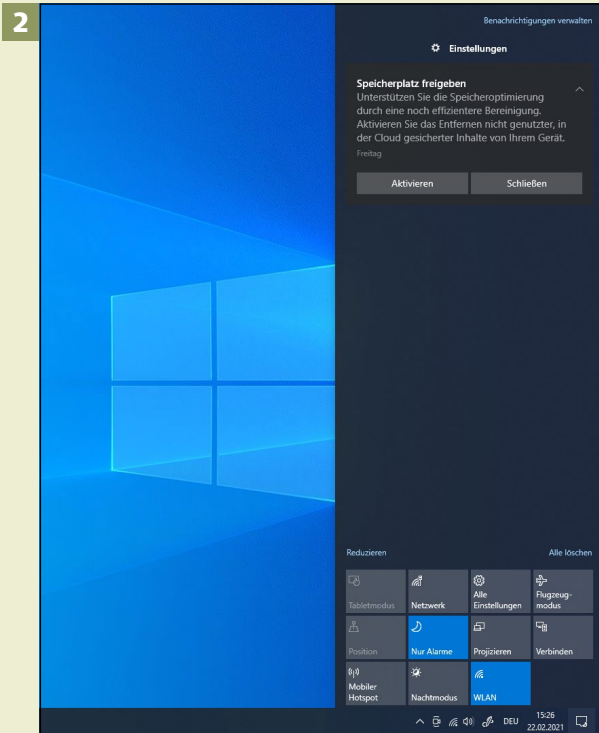 2
Benachrichtigungen verwalten
Einstellungen
Speicherplatz freigeben
Unterstützen Sie die Speicheroptimierung
durch eine noch effizientere Bereinigung.
Aktivieren Sie das Entfernen nicht genutzter, in
der Cloud gesicherter Inhalte von Ihrem Gerät.
Freitag
Aktivieren Schließen
Reduzieren Alle löschen
Tabletmodus
Netzwerk
Alle
Einstellungen
Flugzeug-
modus
Position
Nur Alarme
Projizieren
Verbinden
Mobiler
Hotspot
Nachtmodus
WLAN
DEU
15:26
22.02.2021